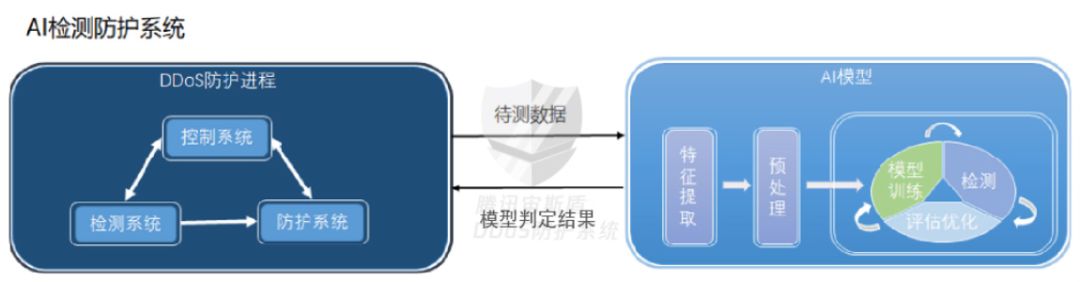 AI检测防护系统
DDoS防护进程
控制系统
检测系统
防护系统
待测数据
模型判定结果
腾讯宙斯盾
DDoS防护系统
AI模型
特征提取
预处理
模型
训练
检测
评估优化